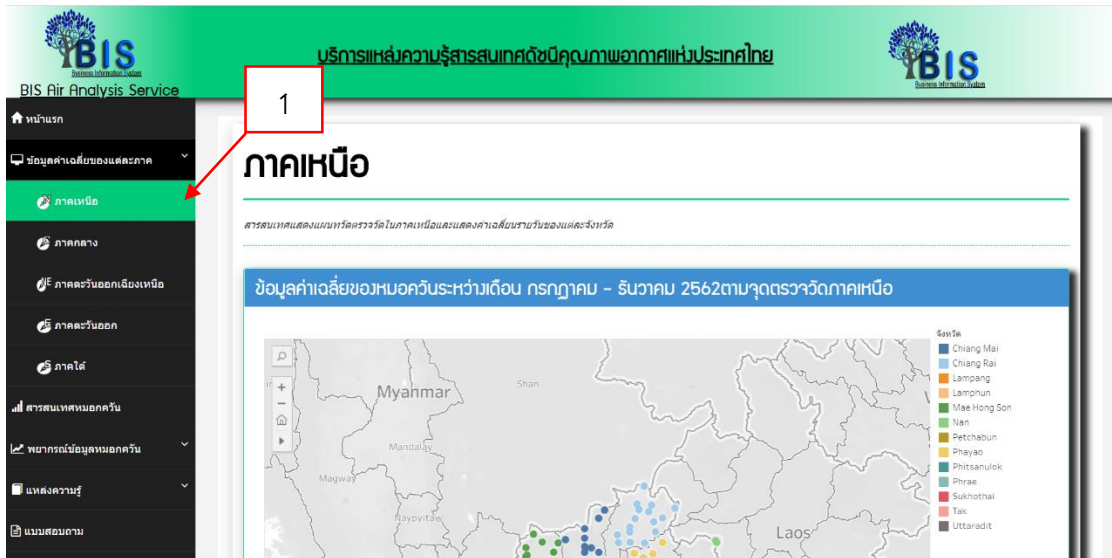 BIS
Business Information System
BIS Air Analysis Service
บริการแหล่งความรู้สารสนเทศดัชนีคุณภาพอากาศแห่งประเทศไทย
BIS
Business Information System
1
หน้าแรก
ข้อมูลค่าเฉลี่ยของแต่ละภาค
ภาคเหนือ
ภาคกลาง
ภาคตะวันออกเฉียงเหนือ
ภาคตะวันออก
ภาคใต้
สารสนเทศหมอกควัน
พยากรณ์ข้อมูลหมอกควัน
แหล่งความรู้
แบบสอบถาม
ภาคเหนือ
สารสนเทศแสดงแผนทวัดตรวจวัดในภาคเหนือและแสดงค่าเฉลี่ยบรายวันของแต่ละจังหวัด
ข้อมูลค่าเฉลี่ยของหมอควันระหว่างเดือน กรกฎาคม - ธันวาคม 2562ตามจุดตรวจวัดภาคเหนือ
Myanmar
Shan
Mandalay
Magway
Naypyitaw
Laos
จังหวัด
Chiang Mai
Chiang Rai
Lampang
Lamphun
Mae Hong Son
Nan
Petchabun
Phayao
Phitsanulok
Phrae
Sukhothai
Tak
Uttaradit